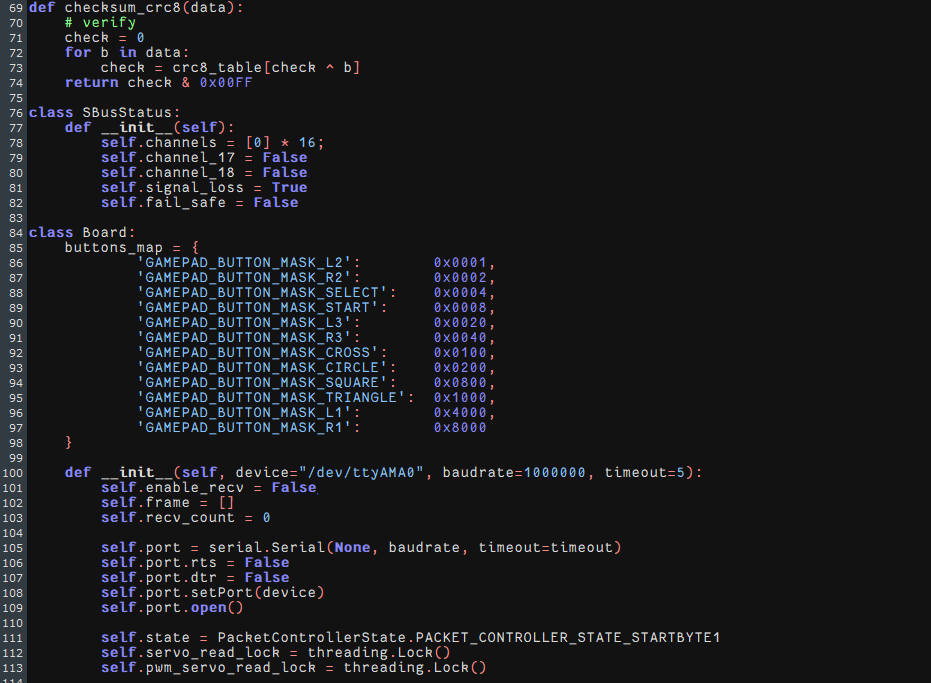 69 def checksum_crc8(data):
70     # verify
71     check = 0
72     for b in data:
73         check = crc8_table[check ^ b]
74     return check & 0x00FF
75
76 class SBusStatus:
77     def __init__(self):
78         self.channels = [0] * 16;
79         self.channel_17 = False
80         self.channel_18 = False
81         self.signal_loss = True
82         self.fail_safe = False
83
84 class Board:
85     buttons_map = {
86             'GAMEPAD_BUTTON_MASK_L2':        0x0001,
87             'GAMEPAD_BUTTON_MASK_R2':        0x0002,
88             'GAMEPAD_BUTTON_MASK_SELECT':    0x0004,
89             'GAMEPAD_BUTTON_MASK_START':     0x0008,
90             'GAMEPAD_BUTTON_MASK_L3':        0x0020,
91             'GAMEPAD_BUTTON_MASK_R3':        0x0040,
92             'GAMEPAD_BUTTON_MASK_CROSS':     0x0100,
93             'GAMEPAD_BUTTON_MASK_CIRCLE':    0x0200,
94             'GAMEPAD_BUTTON_MASK_SQUARE':    0x0800,
95             'GAMEPAD_BUTTON_MASK_TRIANGLE':  0x1000,
96             'GAMEPAD_BUTTON_MASK_L1':        0x4000,
97             'GAMEPAD_BUTTON_MASK_R1':        0x8000
98     }
99
100     def __init__(self, device="/dev/ttyAMA0", baudrate=1000000, timeout=5):
101         self.enable_recv = False
102         self.frame = []
103         self.recv_count = 0
104
105         self.port = serial.Serial(None, baudrate, timeout=timeout)
106         self.port.rts = False
107         self.port.dtr = False
108         self.port.setPort(device)
109         self.port.open()
110
111         self.state = PacketControllerState.PACKET_CONTROLLER_STATE_STARTBYTE1
112         self.servo_read_lock = threading.Lock()
113         self.pwm_servo_read_lock = threading.Lock()
114